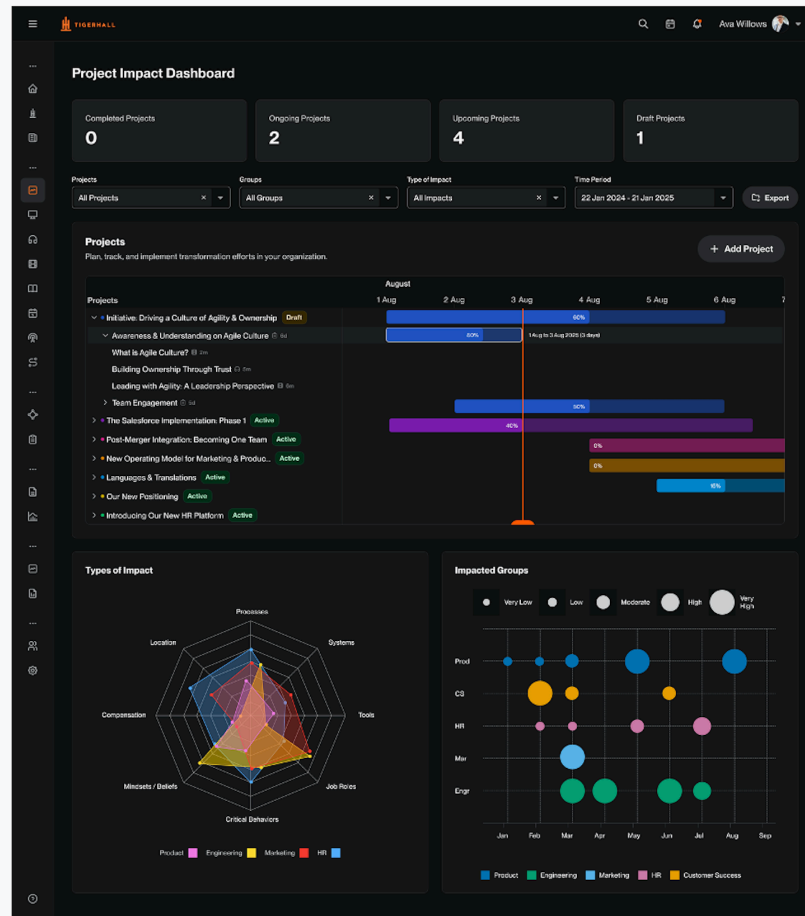 TIGERHALL
Ava Willows
Project Impact Dashboard
Completed Projects
0
Ongoing Projects
2
Upcoming Projects
4
Draft Projects
1
Projects
All Projects
Groups
All Groups
Type of Impact
All Impacts
Time Period
22 Jan 2024 - 21 Jan 2025
Export
Projects
Plan, track, and implement transformation efforts in your organization.
+ Add Project
August
Projects 1 Aug 2 Aug 3 Aug 4 Aug 5 Aug 6 Aug 7
Initiative: Driving a Culture of Agility & Ownership Draft 60%
Awareness & Understanding on Agile Culture 6d 80% 1 Aug to 3 Aug 2025 (3 days)
What is Agile Culture? 2m
Building Ownership Through Trust
Leading with Agility: A Leadership Perspective
Team Engagement 50%
The Salesforce Implementation: Phase 1 Active 40%
Post-Merger Integration: Becoming One Team Active 0%
New Operating Model for Marketing & Produc... Active 0%
Languages & Translations Active 15%
Our New Positioning Active
Introducing Our New HR Platform Active
Types of Impact
Processes
Location
Systems
Compensation
Tools
Mindsets / Beliefs
Job Roles
Critical Behaviors
Product Engineering Marketing HR
Impacted Groups
Very Low Low Moderate High Very High
Prod
CS
HR
Mar
Engr
Jan Feb Mar Apr May Jun Jul Aug Sep
Product Engineering Marketing HR Customer Success